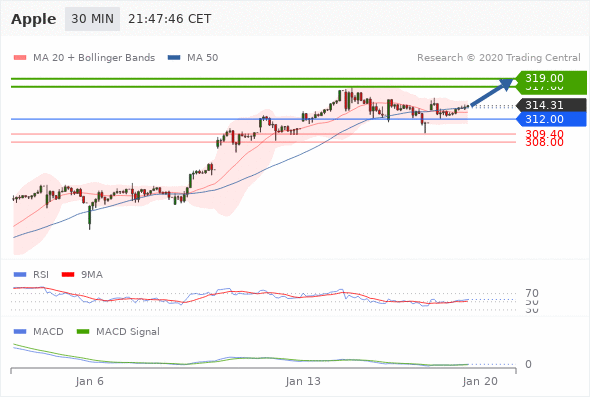 Apple 30 MIN 21:47:46 CET
MA 20 + Bollinger Bands MA 50 Research © 2020 Trading Central
319.00
317.00
314.31
312.00
309.40
308.00
RSI 9MA
70
50
30
MACD MACD Signal
0
Jan 6 Jan 13 Jan 20